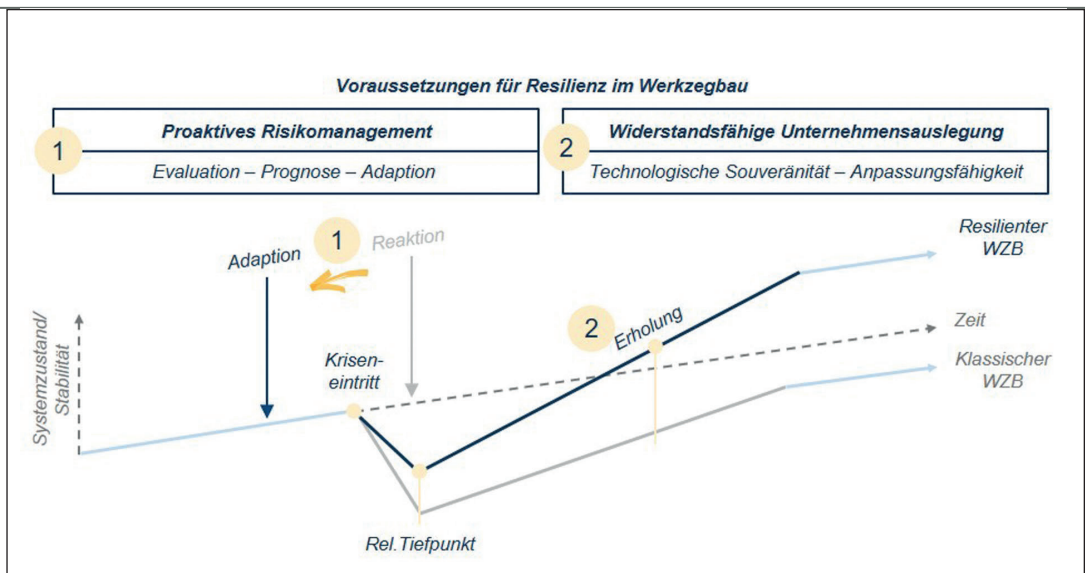 Voraussetzungen für Resilienz im Werkzegbau
1
Proaktives Risikomanagement
Evaluation – Prognose – Adaption
2
Widerstandsfähige Unternehmensauslegung
Technologische Souveränität – Anpassungsfähigkeit
Adaption
1
Reaktion
Resilienter
WZB
Systemzustand/
Stabilität
Krisen-
eintritt
2
Erholung
Zeit
Klassischer
WZB
Rel.Tiefpunkt